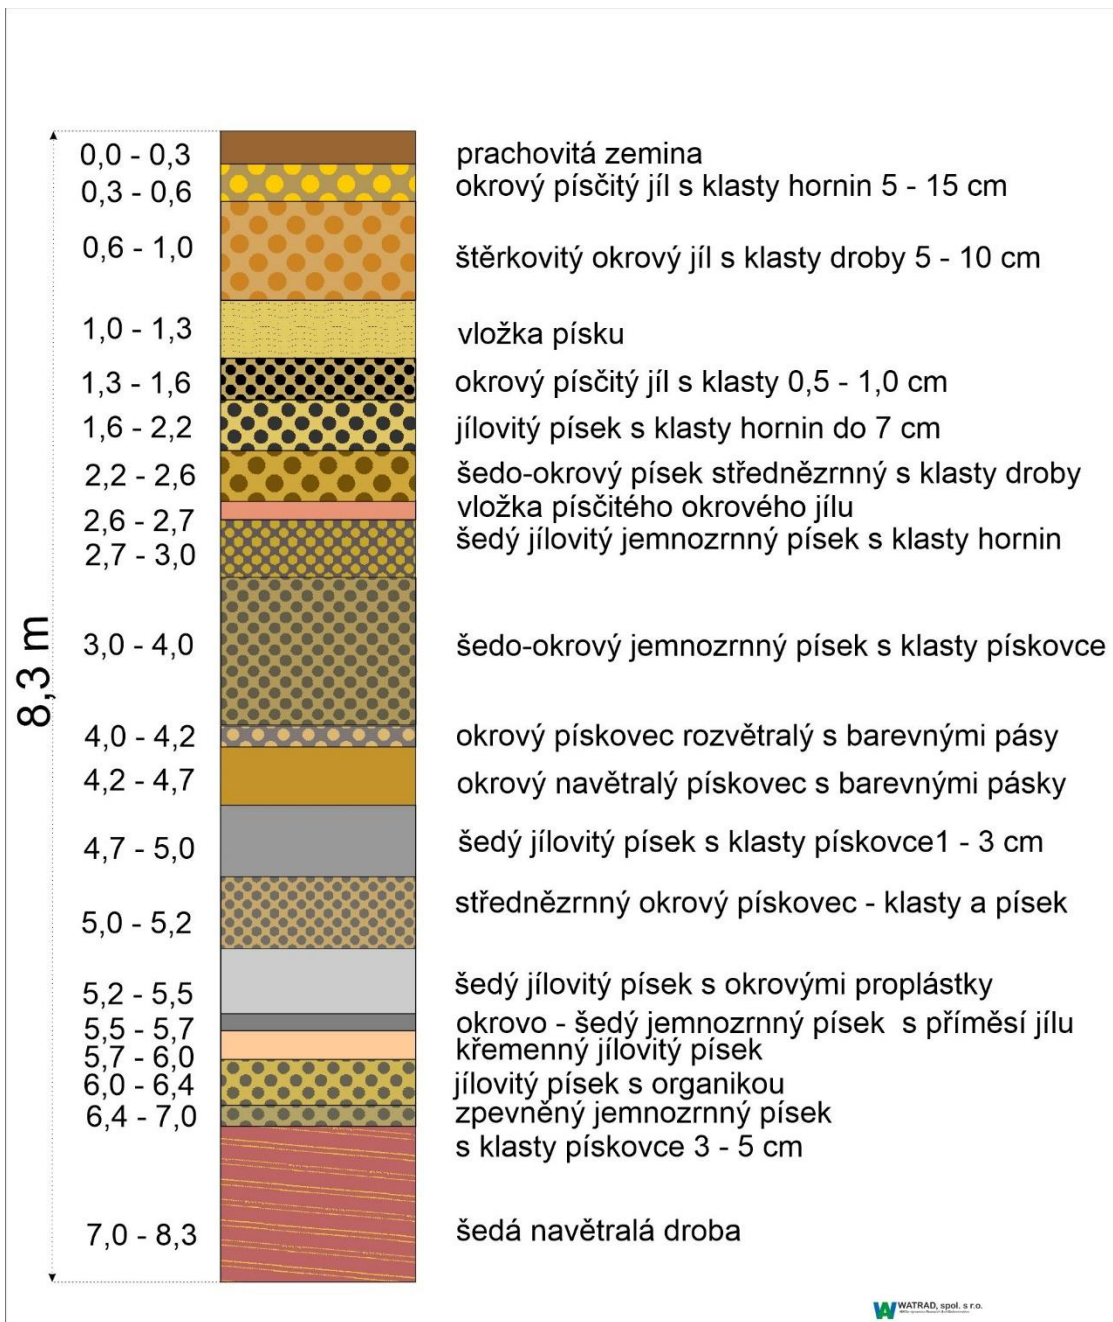 8,3 m
0,0 - 0,3 prachovitá zemina
0,3 - 0,6 okrový písčitý jíl s klasty hornin 5 - 15 cm
0,6 - 1,0 štěrkovitý okrový jíl s klasty droby 5 - 10 cm
1,0 - 1,3 vložka písku
1,3 - 1,6 okrový písčitý jíl s klasty 0,5 - 1,0 cm
1,6 - 2,2 jílovitý písek s klasty hornin do 7 cm
2,2 - 2,6 šedo-okrový písek střednězrnný s klasty droby
2,6 - 2,7 vložka písčitého okrového jílu
2,7 - 3,0 šedý jílovitý jemnozrnný písek s klasty hornin
3,0 - 4,0 šedo-okrový jemnozrnný písek s klasty pískovce
4,0 - 4,2 okrový pískovec rozvětralý s barevnými pásy
4,2 - 4,7 okrový navětralý pískovec s barevnými pásky
4,7 - 5,0 šedý jílovitý písek s klasty pískovce1 - 3 cm
5,0 - 5,2 střednězrnný okrový pískovec - klasty a písek
5,2 - 5,5 šedý jílovitý písek s okrovými proplástky
5,5 - 5,7 okrovo - šedý jemnozrnný písek s příměsí jílu
5,7 - 6,0 křemenný jílovitý písek
6,0 - 6,4 jílovitý písek s organikou
6,4 - 7,0 zpevněný jemnozrnný písek
s klasty pískovce 3 - 5 cm
7,0 - 8,3 šedá navětralá droba
WATRAD, spol. s r.o.